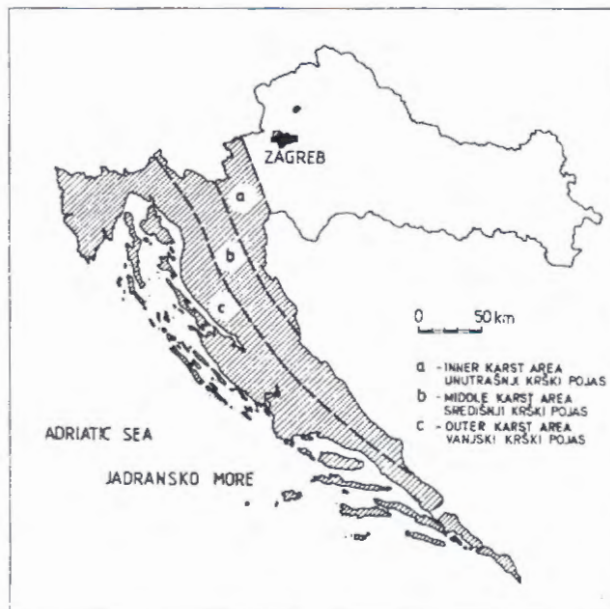 ZAGREB
a
b
c
0 50 km
a - INNER KARST AREA
UNUTRAŠNJI KRŠKI POJAS
b - MIDDLE KARST AREA
SREDIŠNJI KRŠKI POJAS
c - OUTER KARST AREA
VANJSKI KRŠKI POJAS
ADRIATIC SEA
JADRANSKO MORE